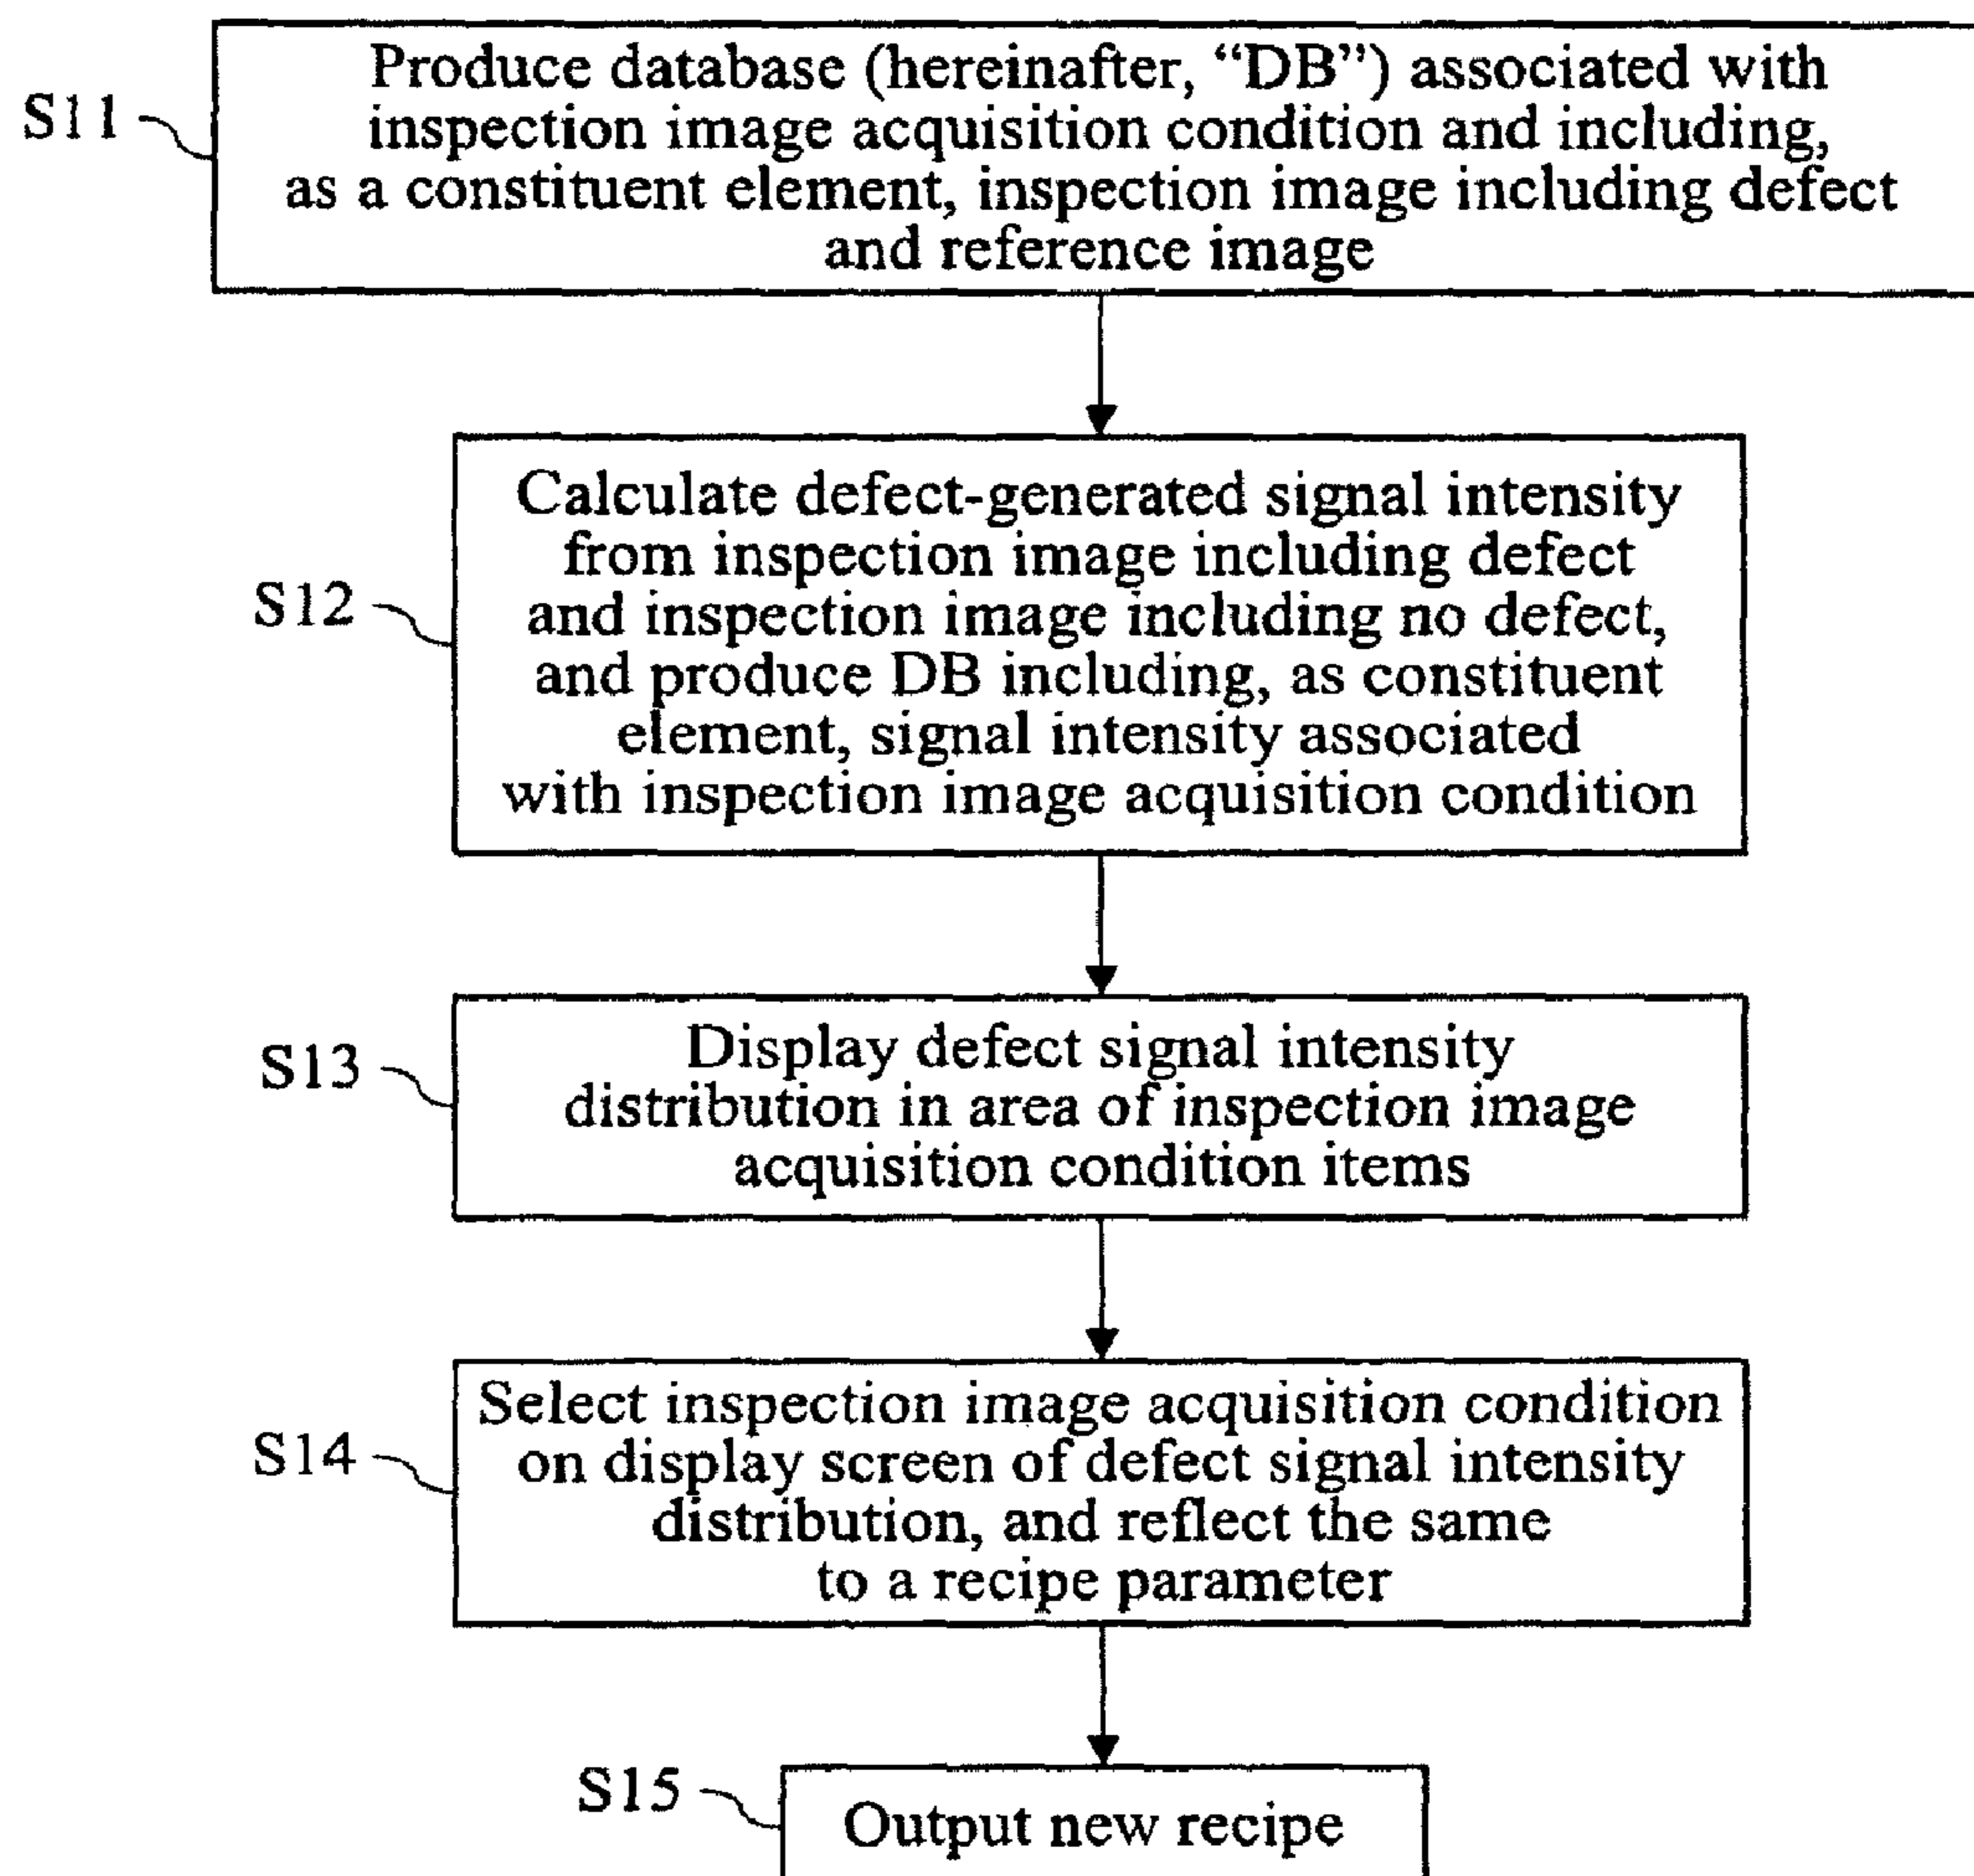 Produce database (hereinafter, “DB”) associated with
S11
inspection image acquisition condition and including,
as a constituent element, inspection image including defect
and reference image
Calculate defect-generated signal intensity
from inspection image including defect
S12
and inspection image including no defect,
and produce DB including, as constituent
element, signal intensity associated
with inspection image acquisition condition
S13
Display defect signal intensity
distribution in area of inspection image
acquisition condition items
Select inspection image acquisition condition
S14
on display screen of defect signal intensity
distribution, and reflect the same
to a recipe parameter
S15
Output new recipe